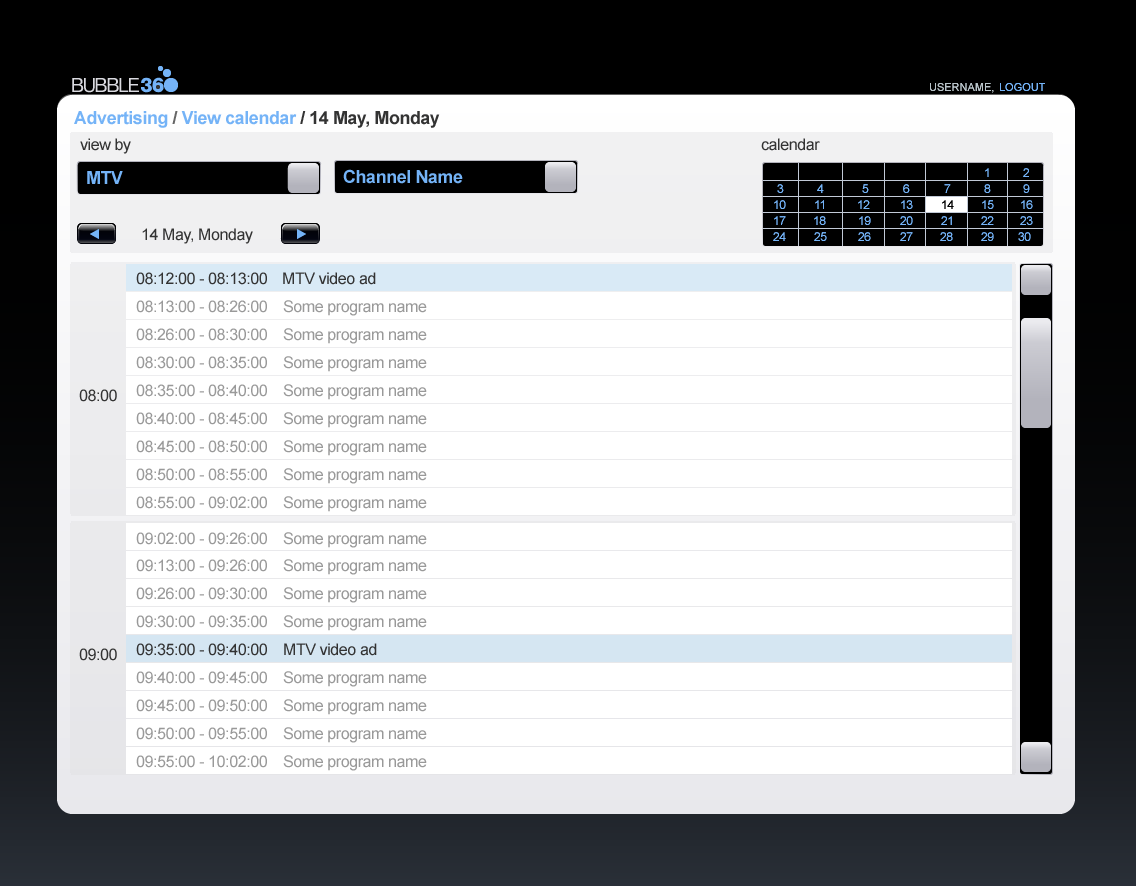 BUBBLE360
USERNAME, LOGOUT
Advertising / View calendar / 14 May, Monday
view by
calendar
MTV
Channel Name
14 May, Monday
1 2
3 4 5 6 7 8 9
10 11 12 13 14 15 16
17 18 19 20 21 22 23
24 25 26 27 28 29 30
08:00
08:12:00 - 08:13:00 MTV video ad
08:13:00 - 08:26:00 Some program name
08:26:00 - 08:30:00 Some program name
08:30:00 - 08:35:00 Some program name
08:35:00 - 08:40:00 Some program name
08:40:00 - 08:45:00 Some program name
08:45:00 - 08:50:00 Some program name
08:50:00 - 08:55:00 Some program name
08:55:00 - 09:02:00 Some program name
09:00
09:02:00 - 09:26:00 Some program name
09:13:00 - 09:26:00 Some program name
09:26:00 - 09:30:00 Some program name
09:30:00 - 09:35:00 Some program name
09:35:00 - 09:40:00 MTV video ad
09:40:00 - 09:45:00 Some program name
09:45:00 - 09:50:00 Some program name
09:50:00 - 09:55:00 Some program name
09:55:00 - 10:02:00 Some program name